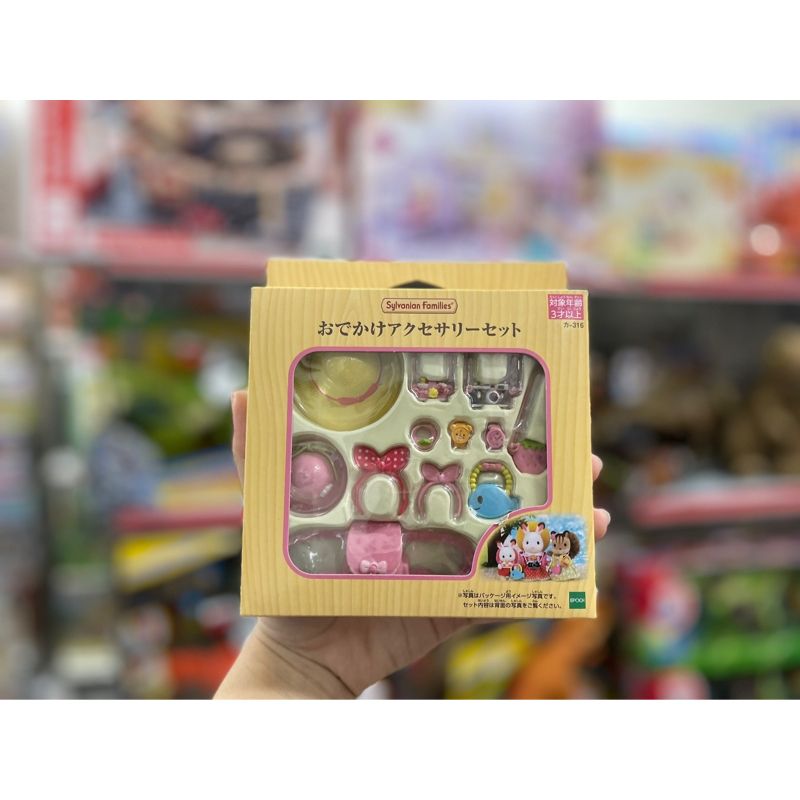 Sylvanian Families®
おでかけアクセサリーセット
対象年齢
3才以上
カ-316
※写真はパッケージ用イメージ写真です。
セット内容は背面の写真をご覧ください。
EPOCH